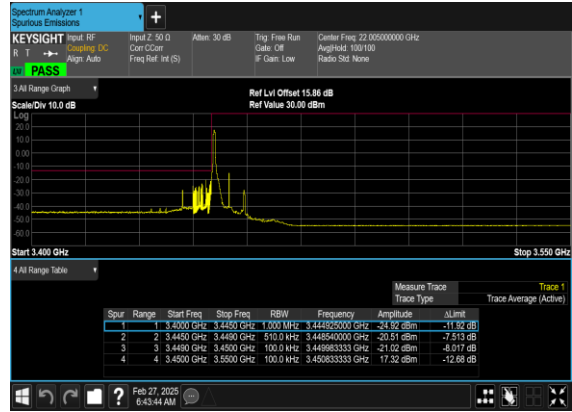 Spectrum Analyzer 1
Spurious Emissions
KEYSIGHT Input: RF Input Z: 50 Ω Atten: 30 dB Trig: Free Run Center Freq: 22.005000000 GHz
R T Coupling: DC Corr CCorr Gate: Off Avg|Hold: 100/100
Align: Auto Freq Ref: Int (S) IF Gain: Low Radio Std: None
PASS
3 All Range Graph
Ref Lvl Offset 15.86 dB
Scale/Div 10.0 dB Ref Value 30.00 dBm
Log
20.0
10.0
0.00
-10.0
-20.0
-30.0
-40.0
-50.0
-60.0
Start 3.400 GHz Stop 3.550 GHz
4 All Range Table
Measure Trace Trace 1
Trace Type Trace Average (Active)
Spur Range Start Freq Stop Freq RBW Frequency Amplitude ΔLimit
1 1 3.4000 GHz 3.4450 GHz 1.000 MHz 3.444925000 GHz -24.92 dBm -11.92 dB
2 2 3.4450 GHz 3.4490 GHz 510.0 kHz 3.448540000 GHz -20.51 dBm -7.513 dB
3 3 3.4490 GHz 3.4500 GHz 100.0 kHz 3.449983333 GHz -21.02 dBm -8.017 dB
4 4 3.4500 GHz 3.5500 GHz 100.0 kHz 3.450833333 GHz 17.32 dBm -12.68 dB
? Feb 27, 2025
6:43:44 AM